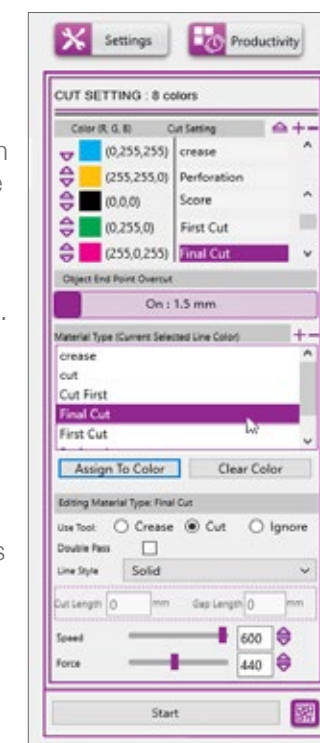 Settings Productivity
CUT SETTING : 8 colors
Color (R, G, B) Cut Setting
(0,255,255) crease
(255,255,0) Perforation
(0,0,0) Score
(0,255,0) First Cut
(255,0,255) Final Cut
Object End Point Overcut
On : 1.5 mm
Material Type (Current Selected Line Color)
crease
cut
Cut First
Final Cut
First Cut
Assign To Color Clear Color
Editing Material Type: Final Cut
Use Tool: Crease Cut Ignore
Double Pass
Line Style Solid
Cut Length 0 mm Gap Length 0 mm
Speed 600
Force 440
Start